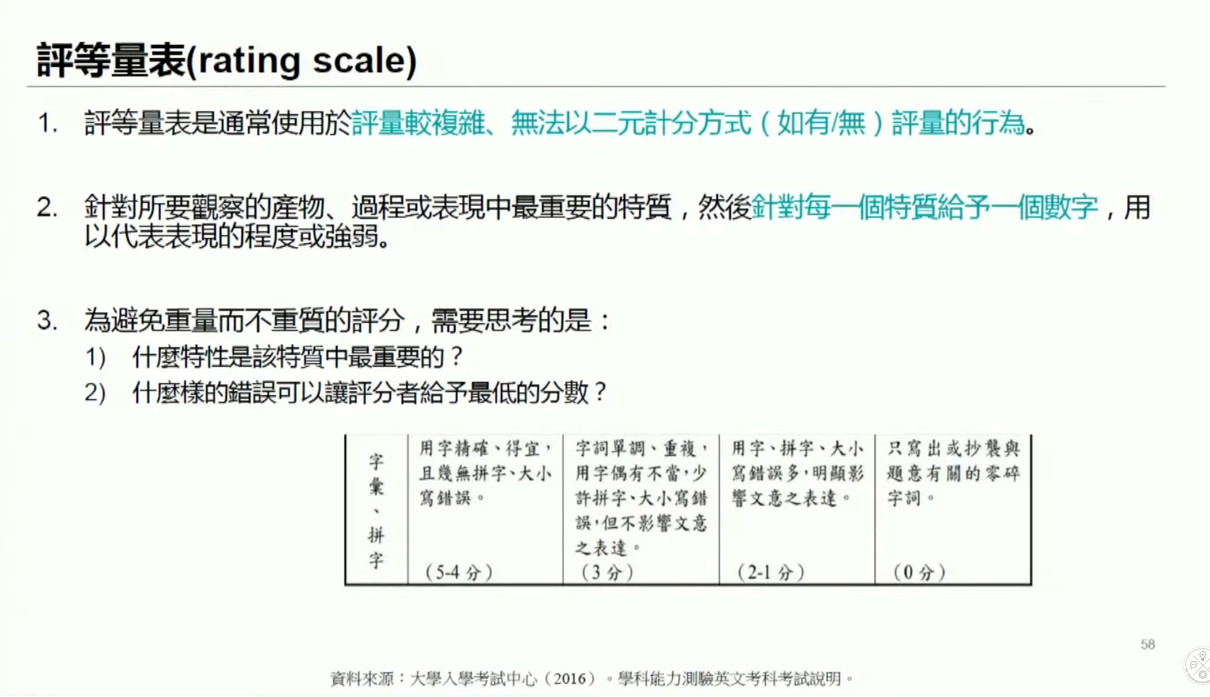 評等量表(rating scale)
1. 評等量表是通常使用於評量較複雜、無法以二元計分方式（如有/無）評量的行為。
2. 針對所要觀察的產物、過程或表現中最重要的特質，然後針對每一個特質給予一個數字，用
以代表表現的程度或強弱。
3. 為避免重量而不重質的評分，需要思考的是：
1) 什麼特性是該特質中最重要的？
2) 什麼樣的錯誤可以讓評分者給予最低的分數？
字彙、拼字
用字精確、得宜，
且幾無拼字、大小
寫錯誤。
（5-4 分）
字詞單調、重複，
用字偶有不當，少
許拼字、大小寫錯
誤，但不影響文意
之表達。
（3 分）
用字、拼字、大小
寫錯誤多，明顯影
響文意之表達。
（2-1 分）
只寫出或抄襲與
題意有關的零碎
字詞。
（0 分）
58
資料來源：大學入學考試中心（2016）。學科能力測驗英文考科考試說明。